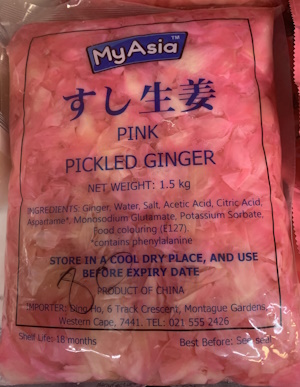 MyAsia™
すし生姜
PINK
PICKLED GINGER
NET WEIGHT: 1.5 kg
INGREDIENTS: Ginger, Water, Salt, Acetic Acid, Citric Acid,
Aspartame*, Monosodium Glutamate, Potassium Sorbate,
food colouring (E127).
*contains phenylalanine
STORE IN A COOL DRY PLACE, AND USE
BEFORE EXPIRY DATE
PRODUCT OF CHINA
IMPORTER: Ding Ho, 6 Track Crescent, Montague Gardens,
Western Cape, 7441. TEL: 021 555 2426
Shelf Life: 18 months
Best Before: See seal